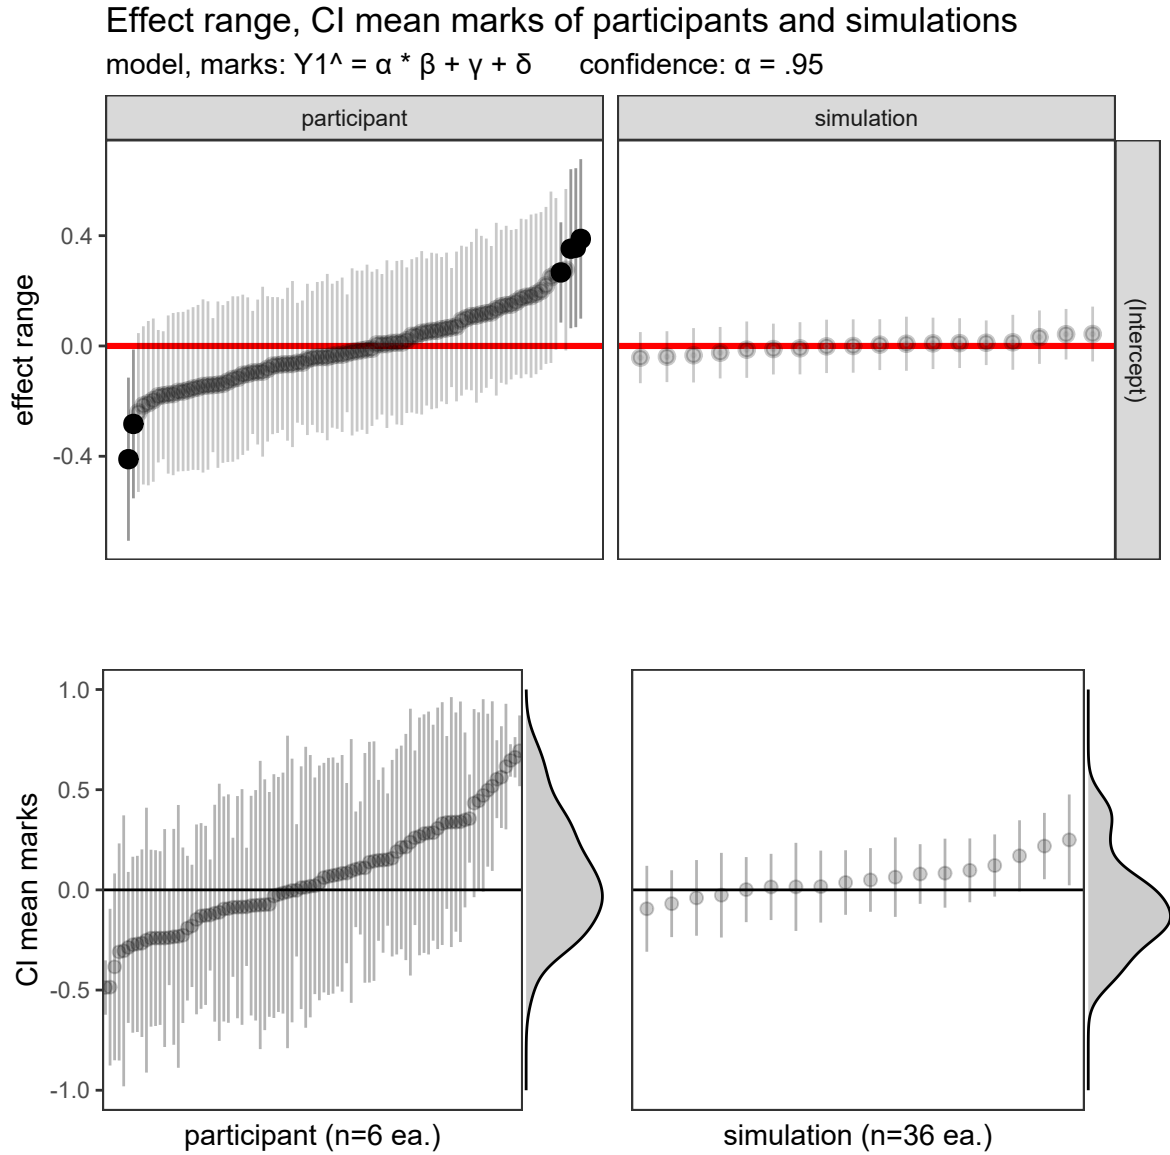 Effect range, CI mean marks of participants and simulations
model, marks: Y1^ = α * β + γ + δ confidence: α = .95
participant
simulation
0.4
0.0
-0.4
effect range
(Intercept)
1.0
0.5
0.0
-0.5
-1.0
CI mean marks
participant (n=6 ea.)
simulation (n=36 ea.)